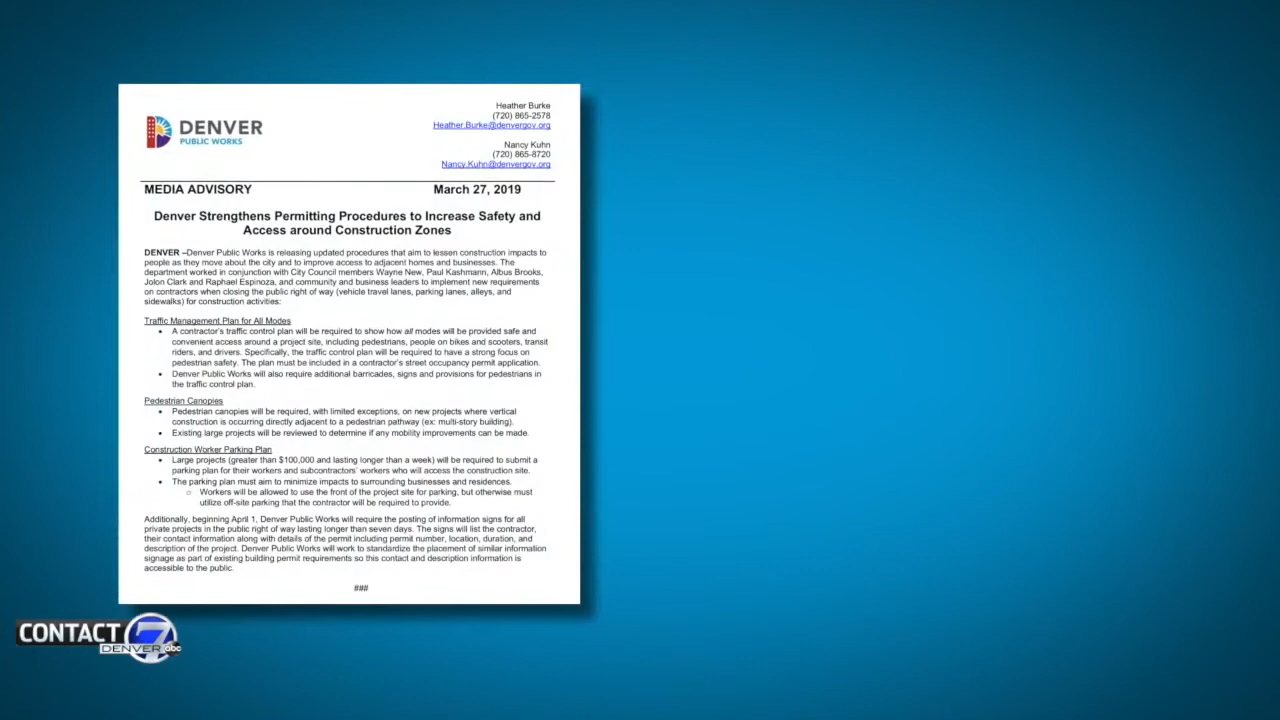 Heather Burke
(720) 865-2578
Heather.Burke@denvergov.org
DENVER
PUBLIC WORKS
Nancy Kuhn
(720) 865-8720
Nancy.Kuhn@denvergov.org
MEDIA ADVISORY March 27, 2019
Denver Strengthens Permitting Procedures to Increase Safety and
Access around Construction Zones
DENVER –Denver Public Works is releasing updated procedures that aim to lessen construction impacts to
people as they move about the city and to improve access to adjacent homes and businesses. The
department worked in conjunction with City Council members Wayne New, Paul Kashmann, Albus Brooks,
Jolon Clark and Raphael Espinoza, and community and business leaders to implement new requirements
on contractors when closing the public right of way (vehicle travel lanes, parking lanes, alleys, and
sidewalks) for construction activities:
Traffic Management Plan for All Modes
• A contractor's traffic control plan will be required to show how all modes will be provided safe and
convenient access around a project site, including pedestrians, people on bikes and scooters, transit
riders, and drivers. Specifically, the traffic control plan will be required to have a strong focus on
pedestrian safety. The plan must be included in a contractor's street occupancy permit application.
• Denver Public Works will also require additional barricades, signs and provisions for pedestrians in
the traffic control plan.
Pedestrian Canopies
• Pedestrian canopies will be required, with limited exceptions, on new projects where vertical
construction is occurring directly adjacent to a pedestrian pathway (ex: multi-story building).
• Existing large projects will be reviewed to determine if any mobility improvements can be made.
Construction Worker Parking Plan
• Large projects (greater than $100,000 and lasting longer than a week) will be required to submit a
parking plan for their workers and subcontractors' workers who will access the construction site.
• The parking plan must aim to minimize impacts to surrounding businesses and residences.
○ Workers will be allowed to use the front of the project site for parking, but otherwise must
utilize off-site parking that the contractor will be required to provide.
Additionally, beginning April 1, Denver Public Works will require the posting of information signs for all
private projects in the public right of way lasting longer than seven days. The signs will list the contractor,
their contact information along with details of the permit including permit number, location, duration, and
description of the project. Denver Public Works will work to standardize the placement of similar information
signage as part of existing building permit requirements so this contact and description information is
accessible to the public.
###
CONTACT 7
DENVER abc